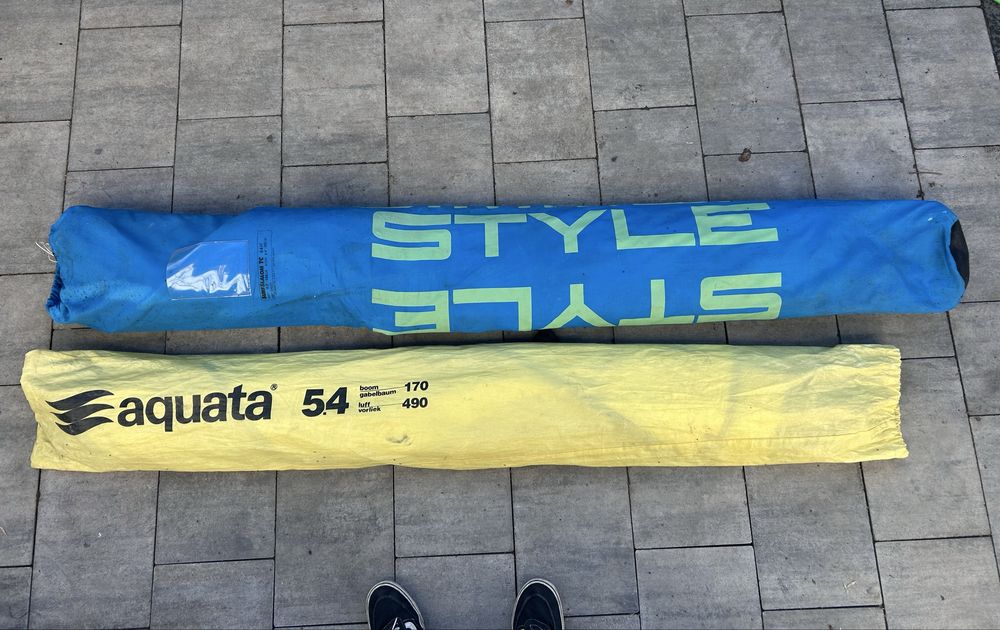 STYLE
STYLE
aquata®
5.4
boom
gabelbaum 170
luff
vorliek 490